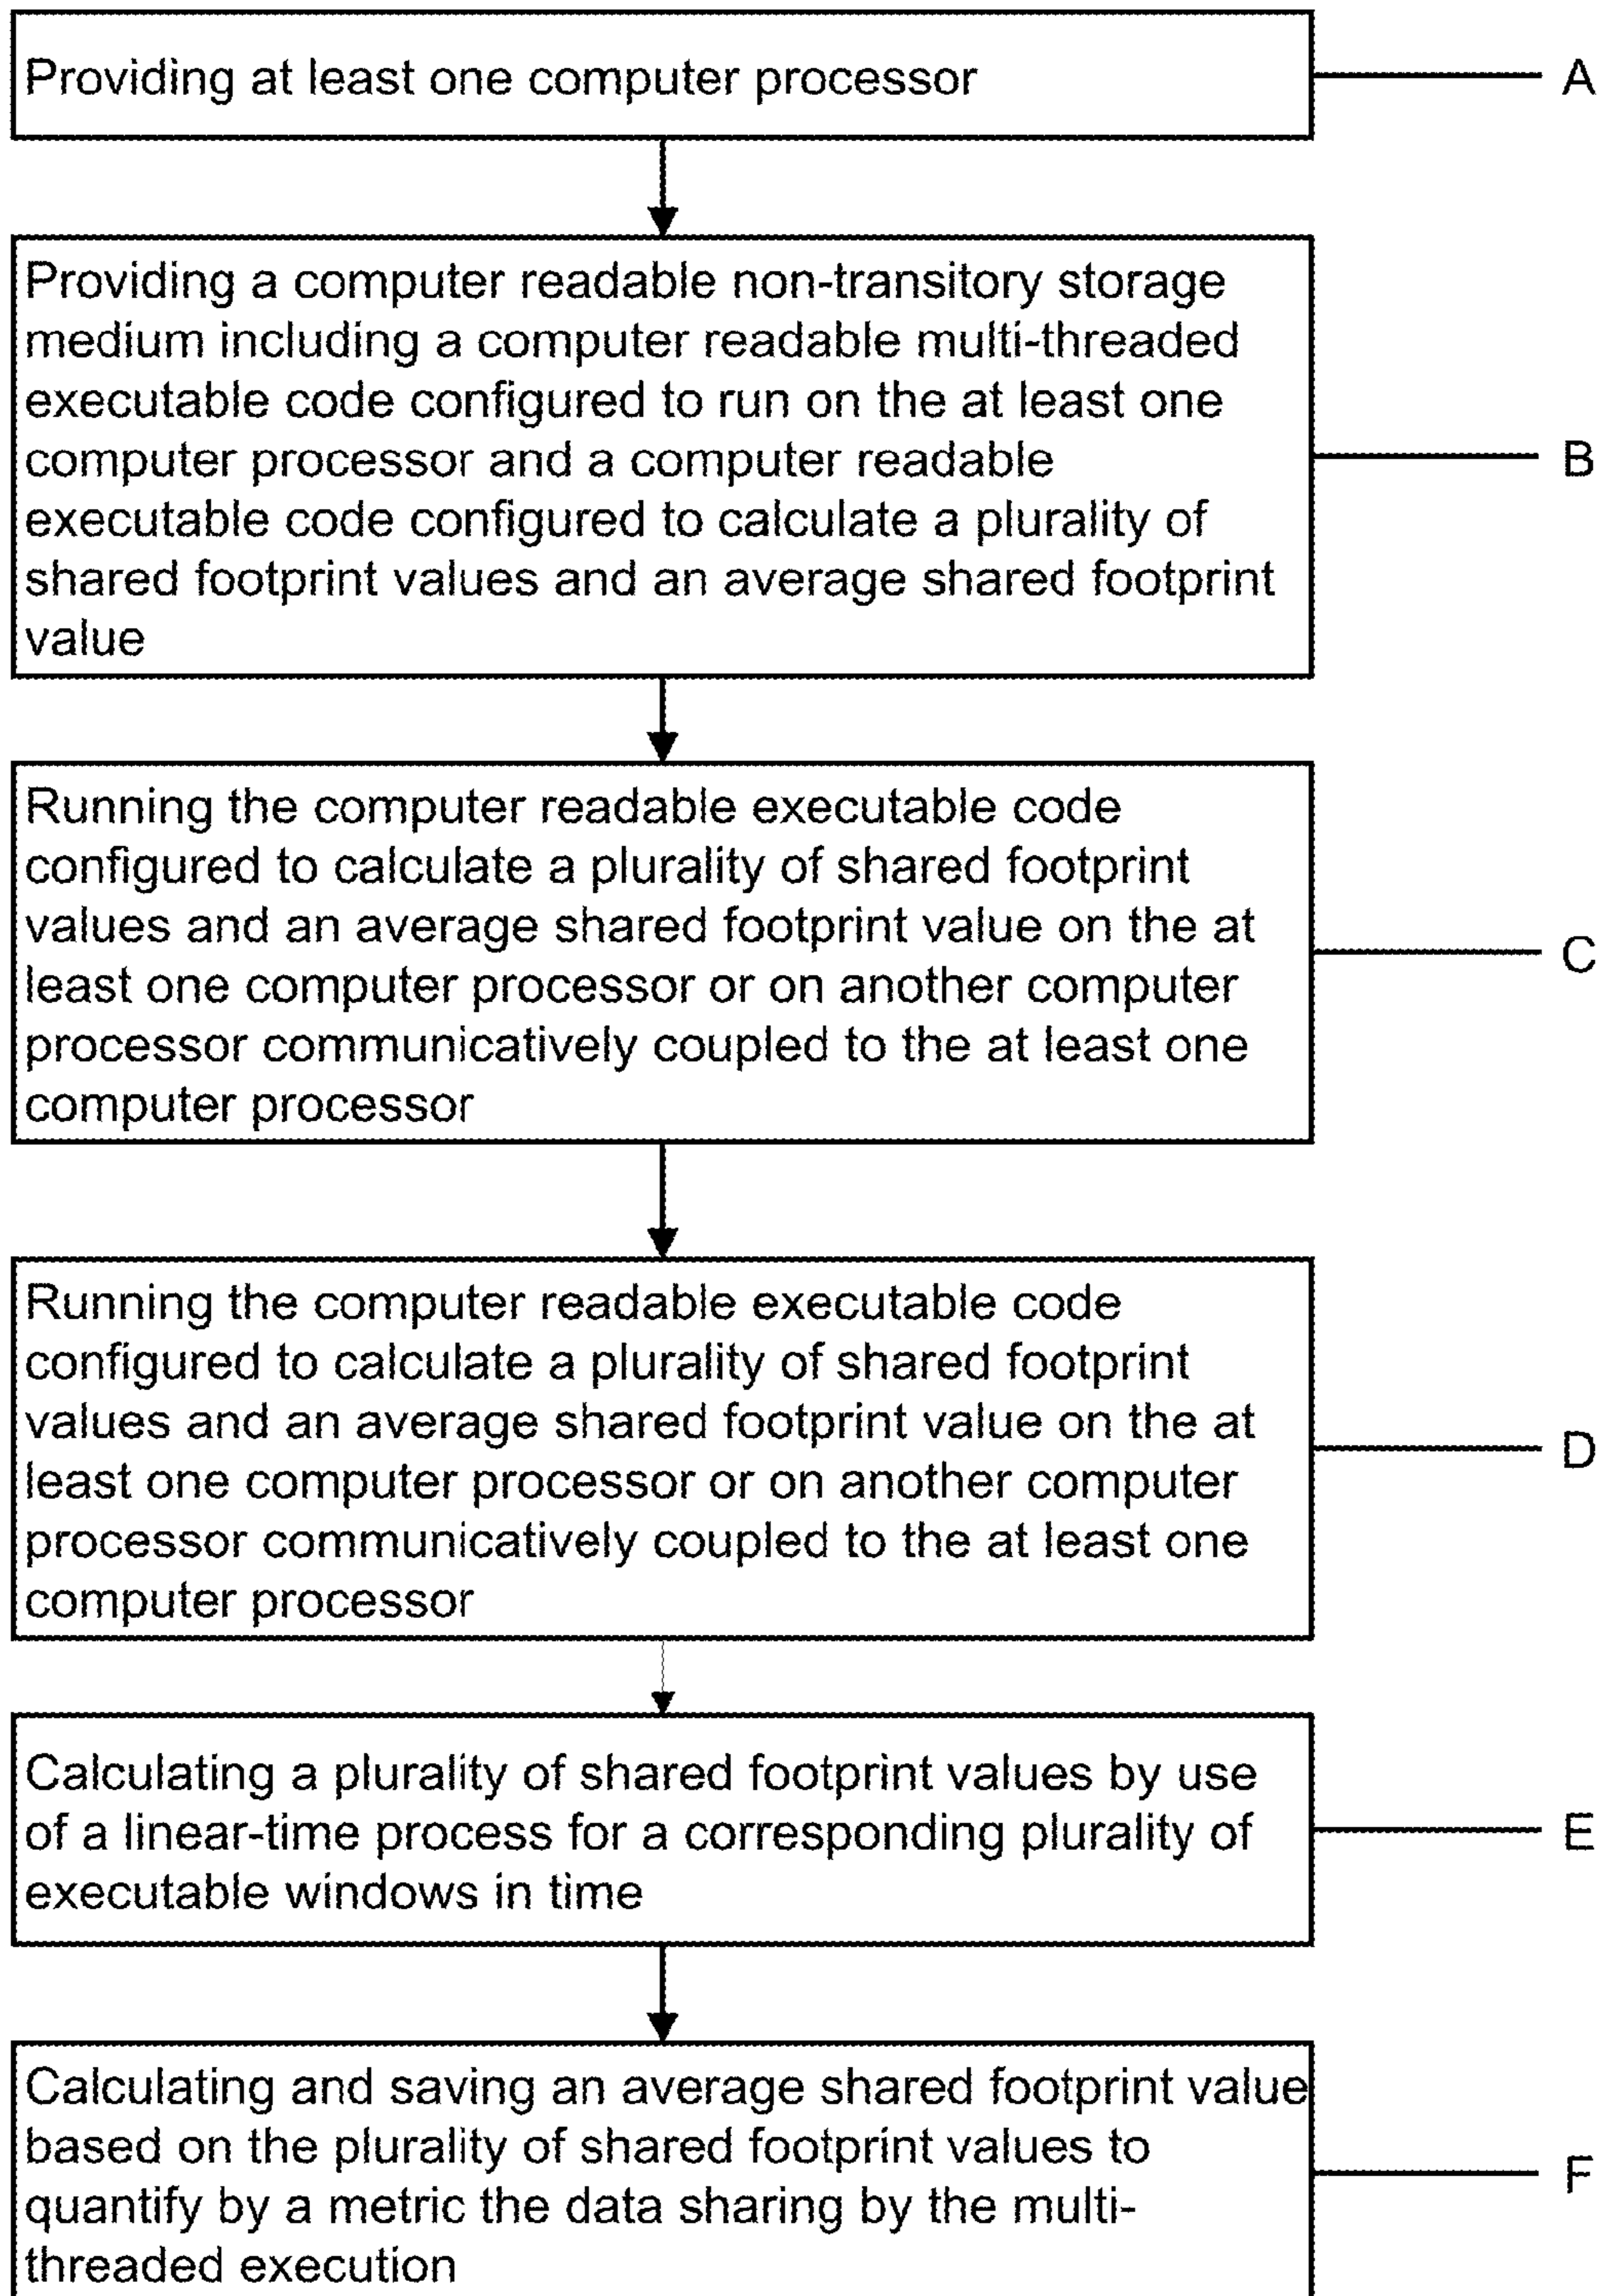 Providing at least one computer processor
A
Providing a computer readable non-transitory storage
medium including a computer readable multi-threaded
executable code configured to run on the at least one
computer processor and a computer readable
executable code configured to calculate a plurality of
shared footprint values and an average shared footprint
value
B
Running the computer readable executable code
configured to calculate a plurality of shared footprint
values and an average shared footprint value on the at
least one computer processor or on another computer
processor communicatively coupled to the at least one
computer processor
C
Running the computer readable executable code
configured to calculate a plurality of shared footprint
values and an average shared footprint value on the at
least one computer processor or on another computer
processor communicatively coupled to the at least one
computer processor
D
Calculating a plurality of shared footprint values by use
of a linear-time process for a corresponding plurality of
executable windows in time
E
Calculating and saving an average shared footprint value
based on the plurality of shared footprint values to
quantify by a metric the data sharing by the multi-
threaded execution
F